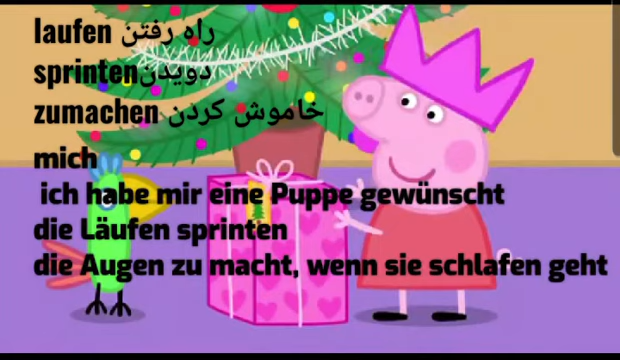 laufen راه رفتن
sprinten دویدن
zumachen خاموش کردن
mich
ich habe mir eine Puppe gewünscht
die Läufen sprinten
die Augen zu macht, wenn sie schlafen geht